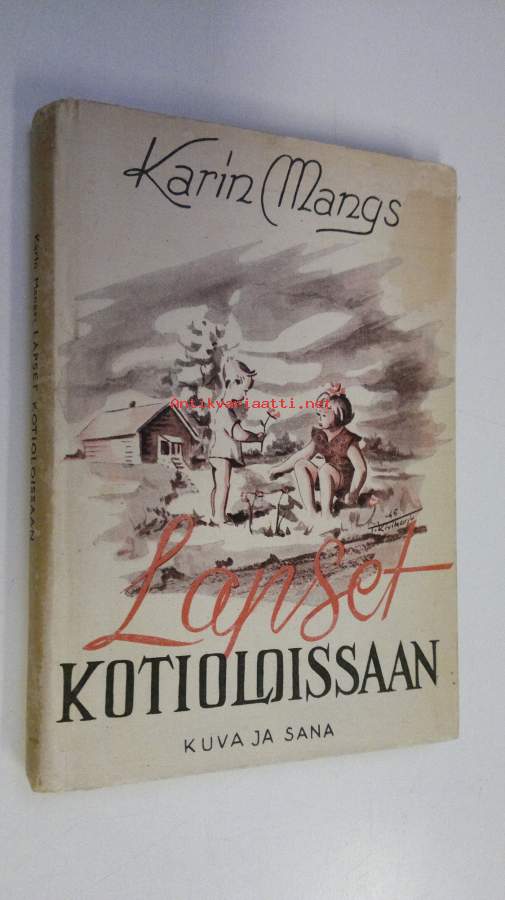 Karin Mangs
Antikvariaatti.net
Lapset
KOTIOLOISSAAN
KUVA JA SANA
Karin Mangs: LAPSET KOTIOLOISSAAN